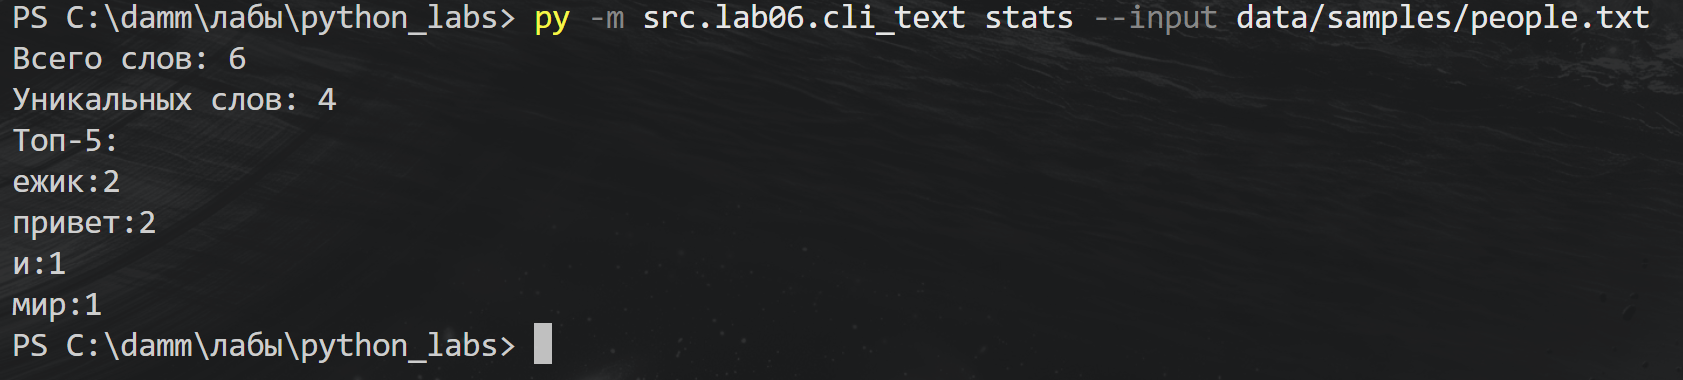 PS C:\damm\лабы\python_labs> py -m src.lab06.cli_text stats --input data/samples/people.txt
Всего слов: 6
Уникальных слов: 4
Топ-5:
ежик:2
привет:2
и:1
мир:1
PS C:\damm\лабы\python_labs>